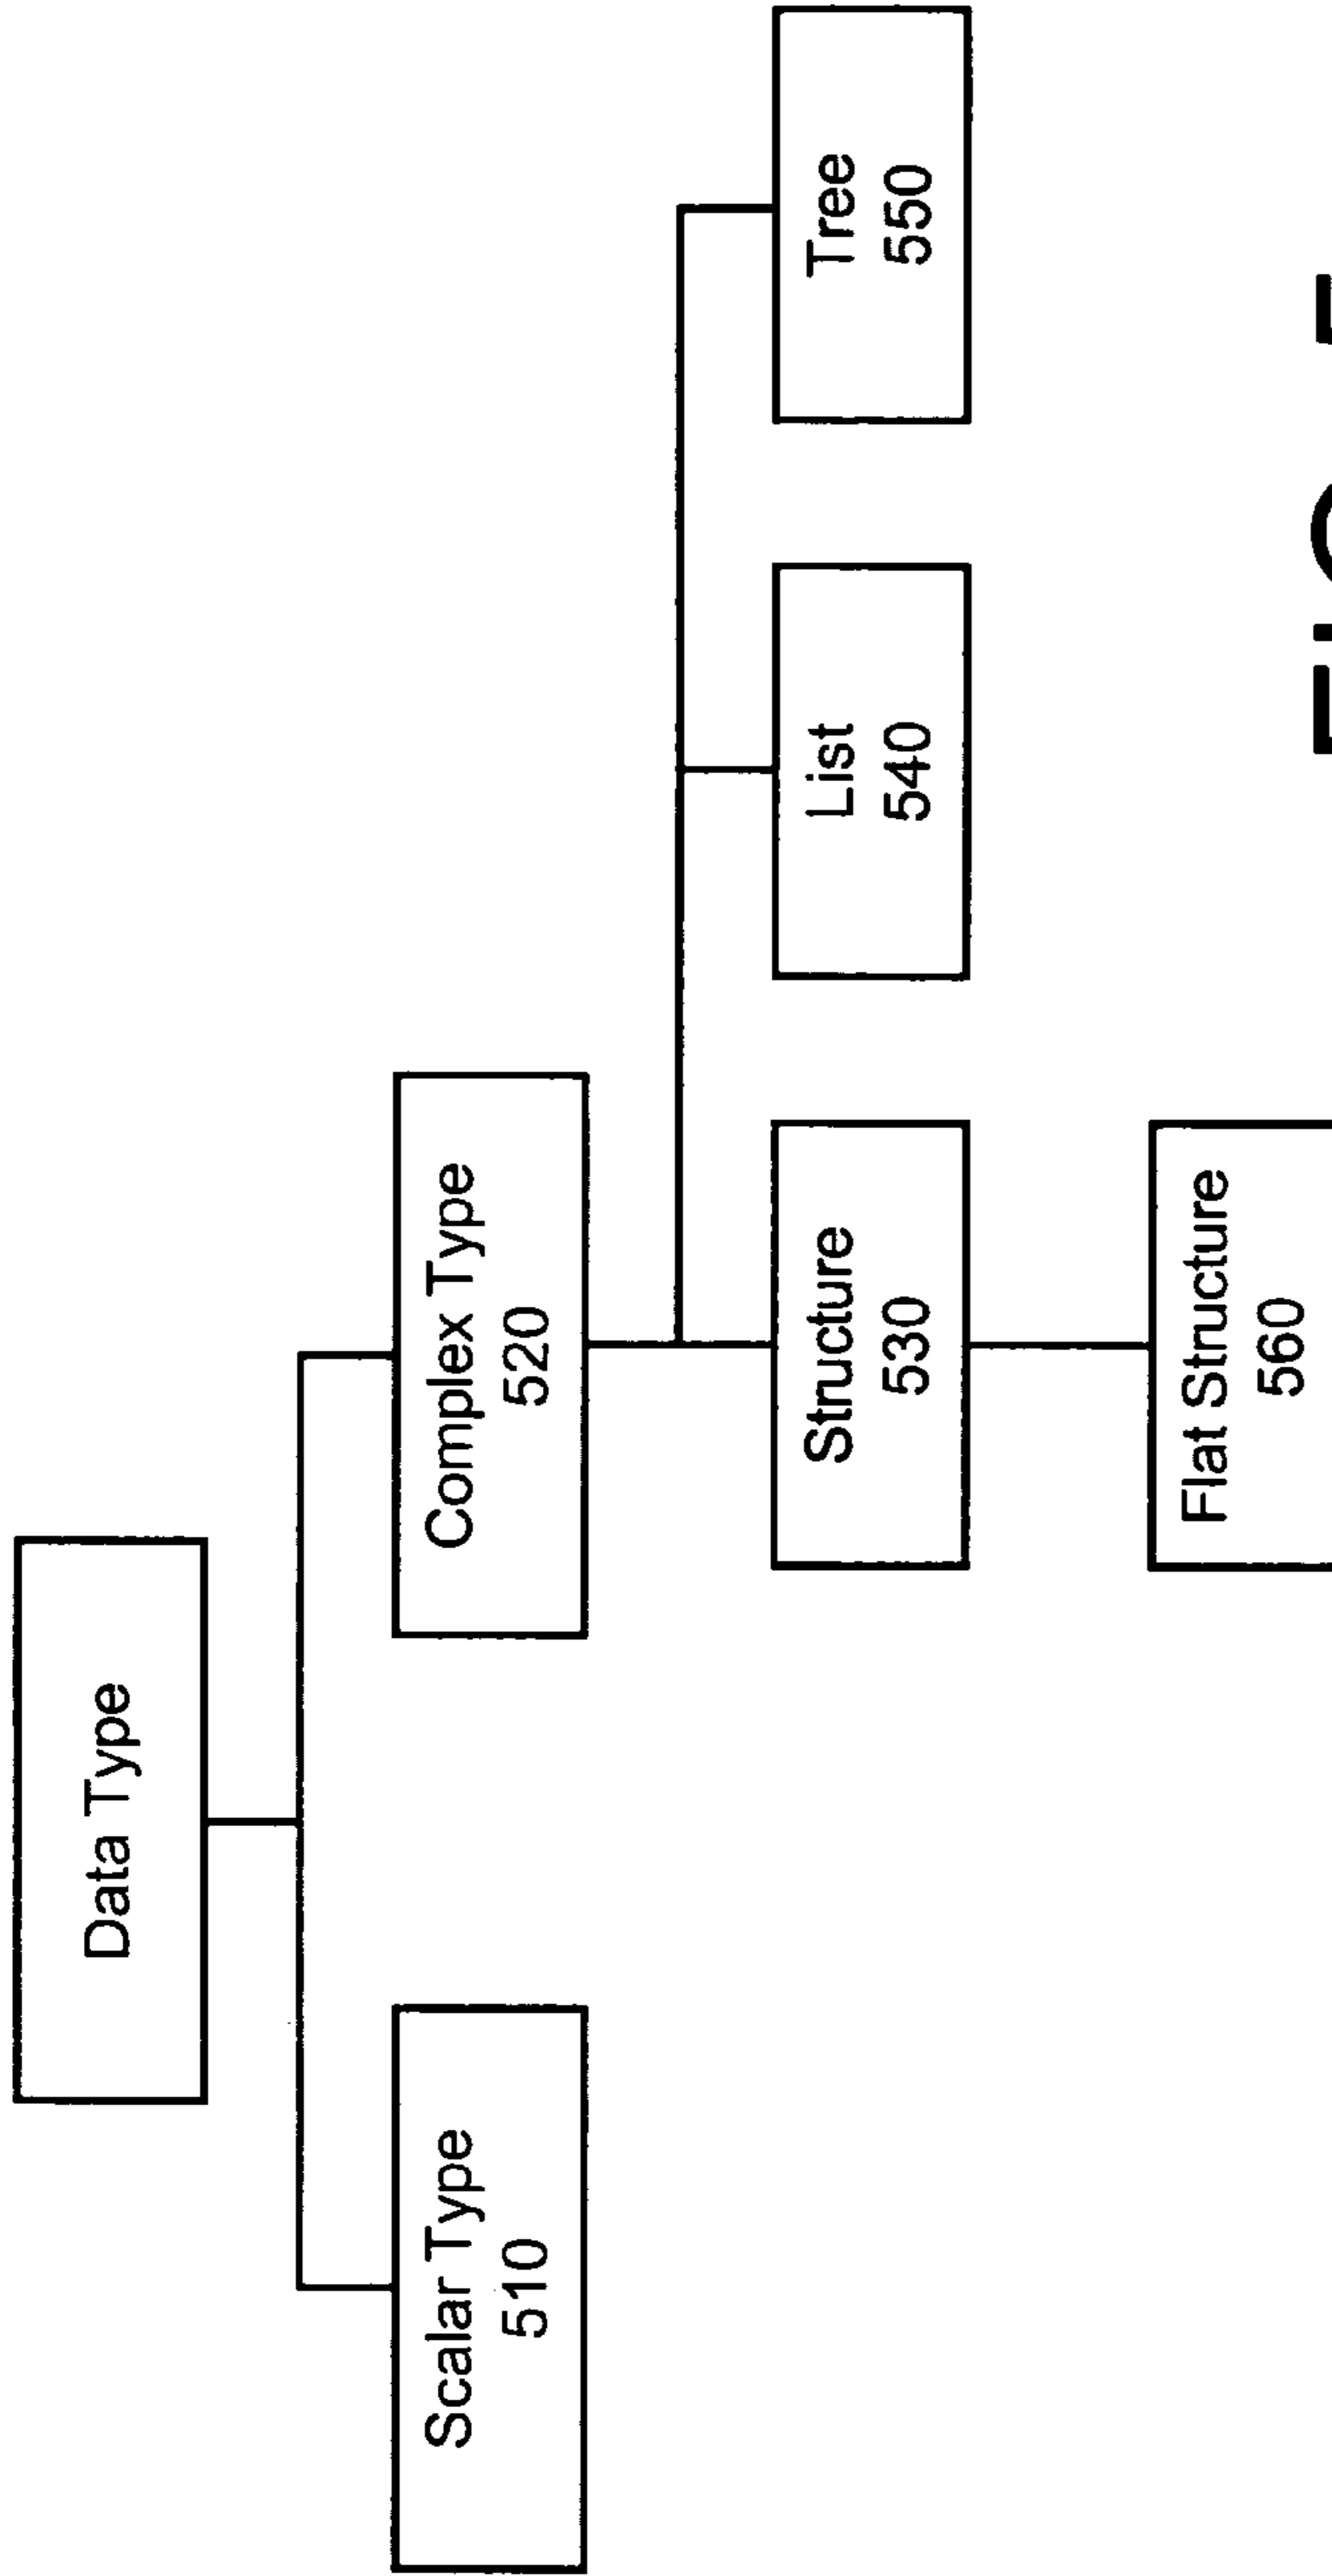 Data Type
Scalar Type
510
Complex Type
520
Structure
530
List
540
Tree
550
Flat Structure
560